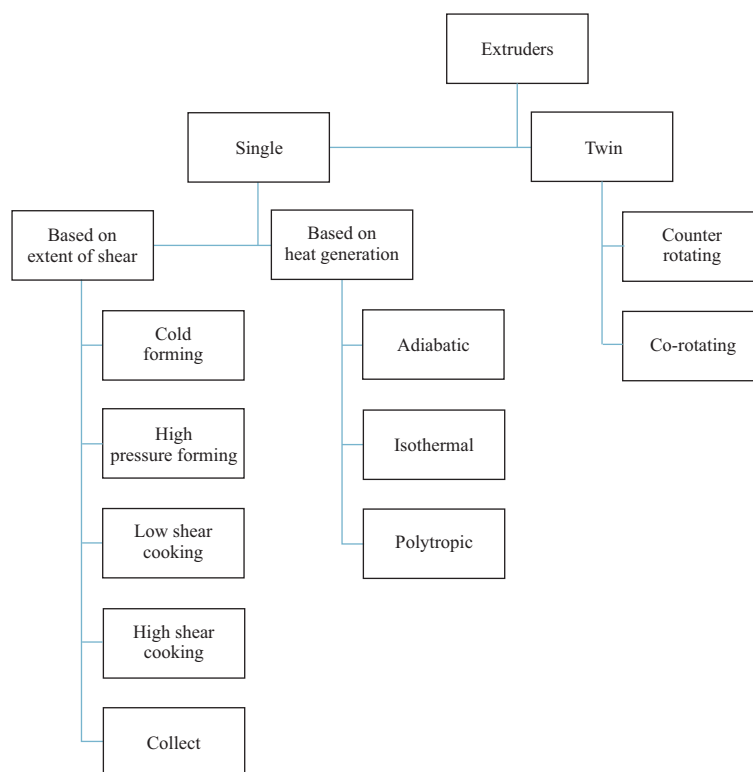 Extruders
Single
Twin
Based on
extent of shear
Based on
heat generation
Counter
rotating
Cold
forming
Adiabatic
Co-rotating
High
pressure forming
Isothermal
Low shear
cooking
Polytropic
High shear
cooking
Collect